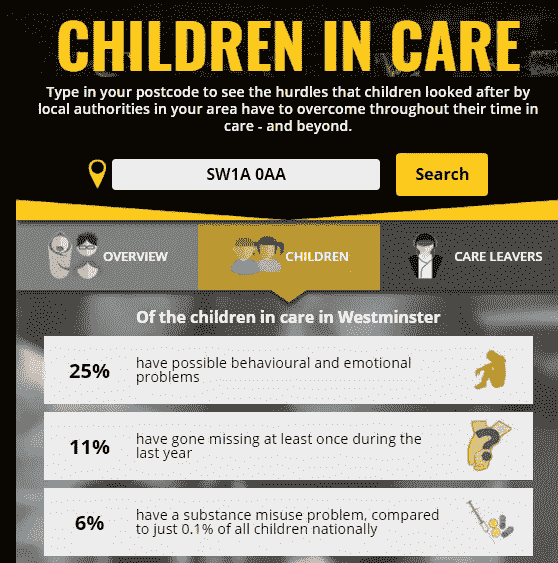 CHILDREN IN CARE
Type in your postcode to see the hurdles that children looked after by
local authorities in your area have to overcome throughout their time in
care - and beyond.
SW1A 0AA
Search
OVERVIEW
CHILDREN
CARE LEAVERS
Of the children in care in Westminster
25%
have possible behavioural and emotional
problems
11%
have gone missing at least once during the
last year
?
6%
have a substance misuse problem, compared
to just 0.1% of all children nationally